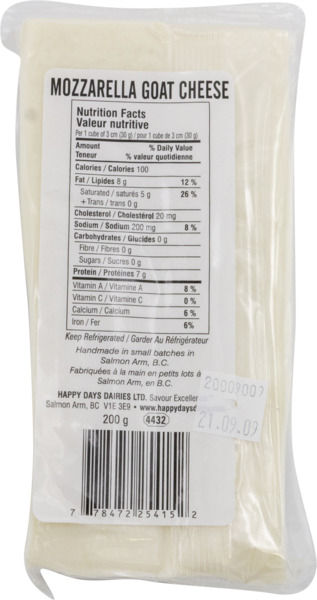 MOZZARELLA GOAT CHEESE
Nutrition Facts
Valeur nutritive
Per 1 cube of 3 cm (30 g) / pour 1 cube de 3 cm (30 g)
Amount % Daily Value
Teneur % valeur quotidienne
Calories / Calories 100
Fat / Lipides 8 g 12 %
Saturated / saturés 5 g 26 %
+ Trans / trans 0 g
Cholesterol / Cholestérol 20 mg
Sodium / Sodium 200 mg 8 %
Carbohydrates / Glucides 0 g
Fibre / Fibres 0 g
Sugars / Sucres 0 g
Protein / Protéines 7 g
Vitamin A / Vitamine A 8 %
Vitamin C / Vitamine C 0 %
Calcium / Calcium 6 %
Iron / Fer 6%
Keep Refrigerated / Garder Au Réfrigérateur
Handmade in small batches in
Salmon Arm, B.C.
Fabriquées à la main en petits lots à
Salmon Arm, en B.C.
20009007
HAPPY DAYS DAIRIES LTD. Savour
Salmon Arm, BC V1E 3E9 •
200 g 4432 21.09.09
7 78472 25415 2